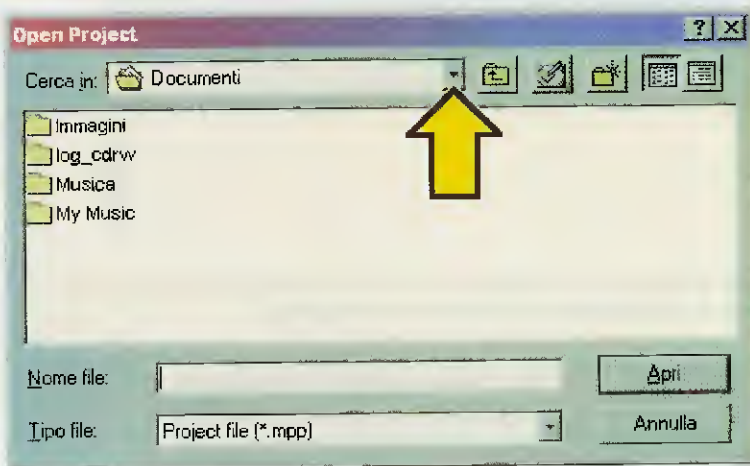 Open Project
Cerca in: Documenti
Immagini
log_cdrw
Musica
My Music
Nome file:
Apri
Tipo file: Project file (*.mpp)
Annulla